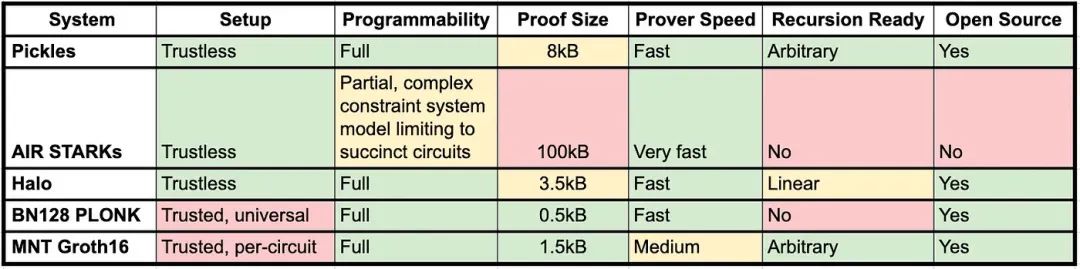 System Setup Programmability Proof Size Prover Speed Recursion Ready Open Source
Pickles Trustless Full 8kB Fast Arbitrary Yes
Partial, complex
constraint system
model limiting to
AIR STARKs Trustless succinct circuits 100kB Very fast No No
Halo Trustless Full 3.5kB Fast Linear Yes
BN128 PLONK Trusted, universal Full 0.5kB Fast No Yes
MNT Groth16 Trusted, per-circuit Full 1.5kB Medium Arbitrary Yes